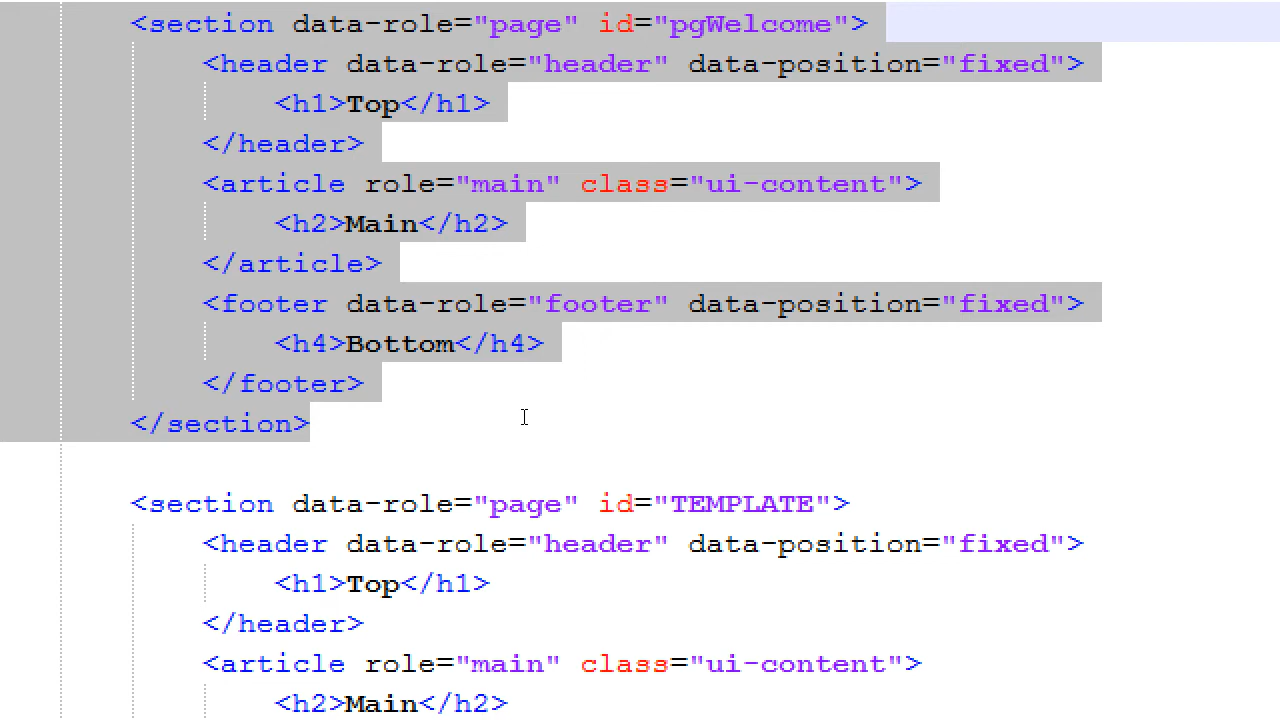 <section data-role="page" id="pgWelcome">
<header data-role="header" data-position="fixed">
<h1>Top</h1>
</header>
<article role="main" class="ui-content">
<h2>Main</h2>
</article>
<footer data-role="footer" data-position="fixed">
<h4>Bottom</h4>
</footer>
</section>
<section data-role="page" id="TEMPLATE">
<header data-role="header" data-position="fixed">
<h1>Top</h1>
</header>
<article role="main" class="ui-content">
<h2>Main</h2>